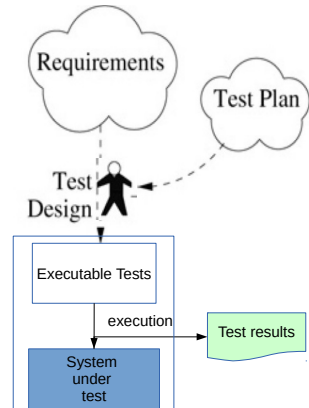 Requirements
Test Plan
Test
Design
Executable Tests
execution
Test results
System
under
test